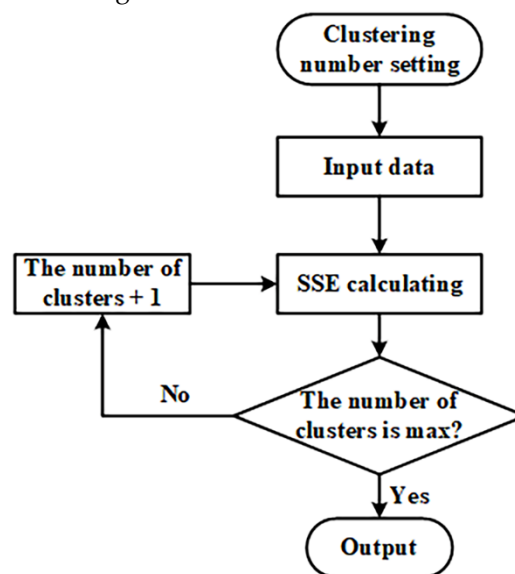 Clustering
number setting
Input data
The number of
clusters + 1
SSE calculating
No
The number of
clusters is max?
Yes
Output